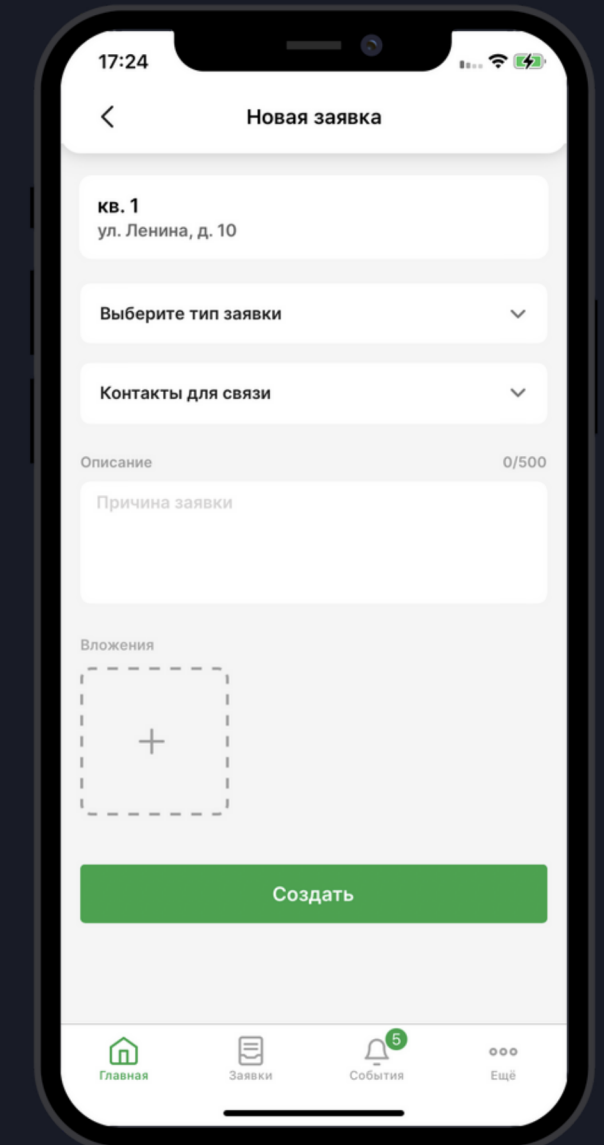 17:24
Новая заявка
кв. 1
ул. Ленина, д. 10
Выберите тип заявки
Контакты для связи
Описание 0/500
Причина заявки
Вложения
Создать
5
Главная Заявки События Ещё